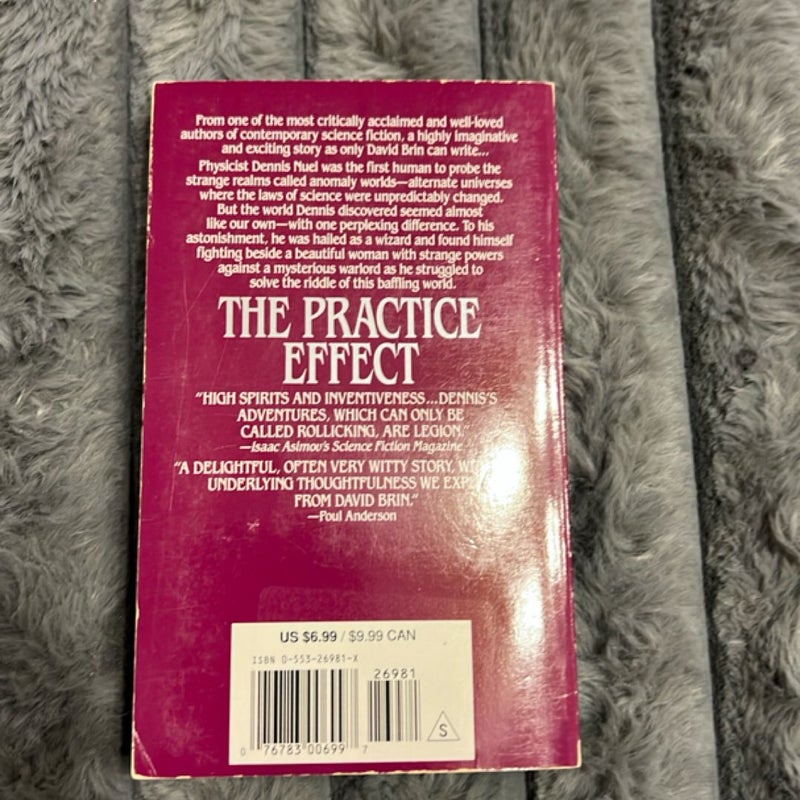 From one of the most critically acclaimed and well-loved
authors of contemporary science fiction, a highly imaginative
and exciting story as only David Brin can write...
Physicist Dennis Nuel was the first human to probe the
strange realms called anomaly worlds—alternate universes
where the laws of science were unpredictably changed.
But the world Dennis discovered seemed almost
like our own—with one perplexing difference. To his
astonishment, he was hailed as a wizard and found himself
fighting beside a beautiful woman with strange powers
against a mysterious warlord as he struggled to
solve the riddle of this baffling world.
THE PRACTICE
EFFECT
"HIGH SPIRITS AND INVENTIVENESS...DENNIS'S
ADVENTURES, WHICH CAN ONLY BE
CALLED ROLLICKING, ARE LEGION."
—Isaac Asimov's Science Fiction Magazine
"A DELIGHTFUL, OFTEN VERY WITTY STORY,
UNDERLYING THOUGHTFULNESS WE
FROM DAVID BRIN."
—Poul Anderson
US $6.99 / $9.99 CAN
ISBN 0-553-26981-X
26981
0 76783 00699 7
S